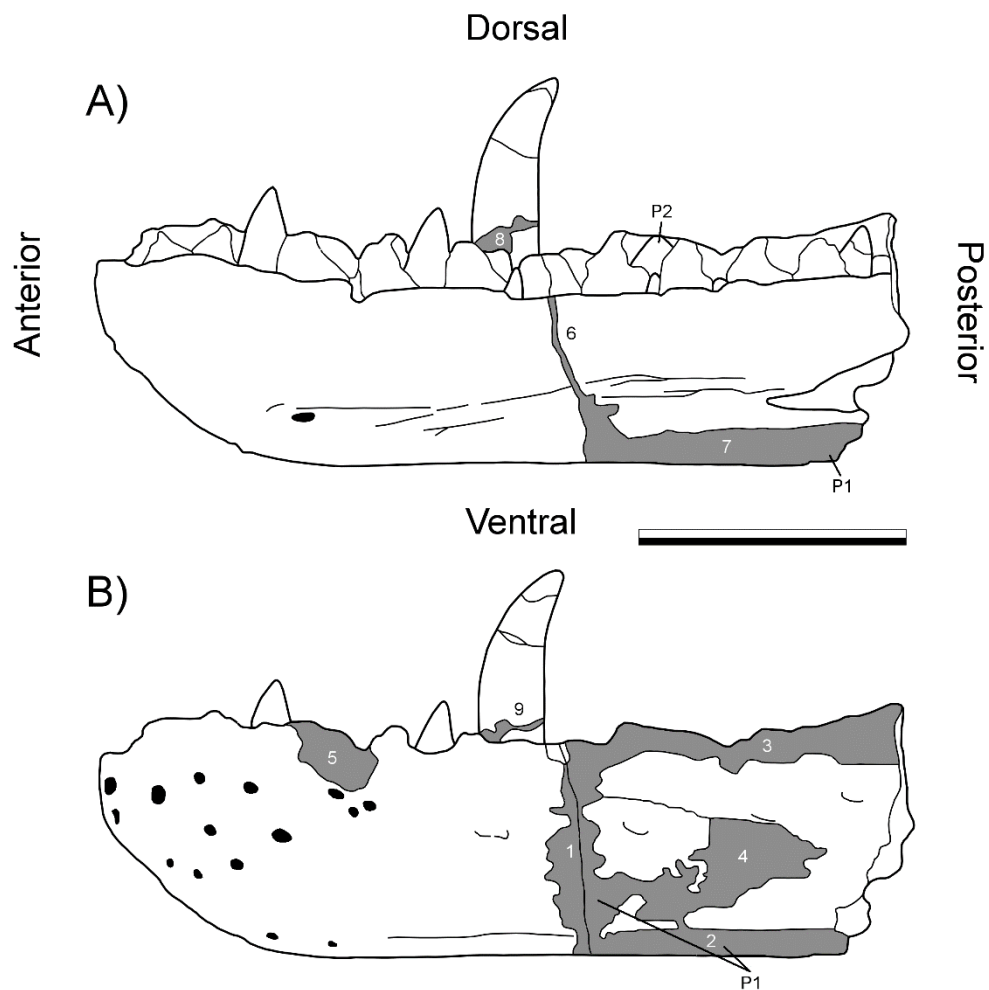 Dorsal
A)
Anterior
Posterior
P2
8
6
7
P1
Ventral
B)
9
5
3
1
4
2
P1